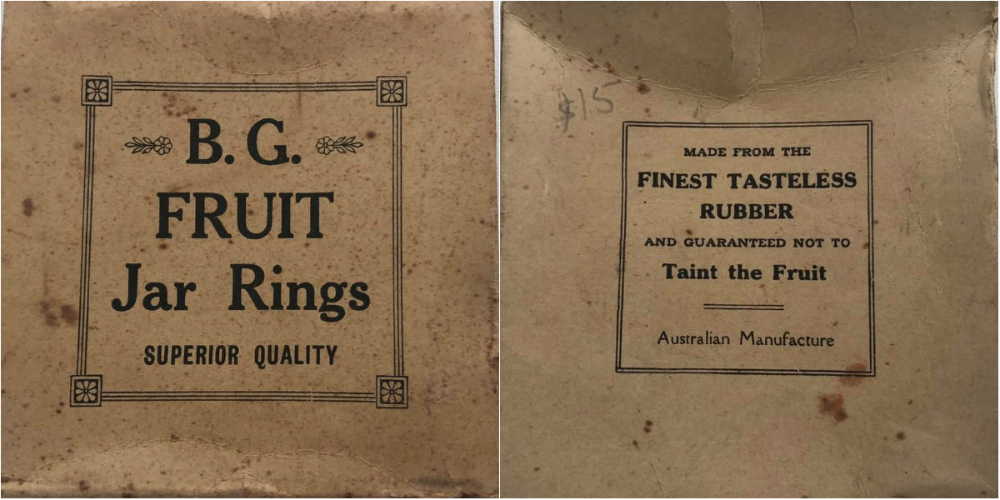 B. G.
FRUIT
Jar Rings
SUPERIOR QUALITY
$15
MADE FROM THE
FINEST TASTELESS
RUBBER
AND GUARANTEED NOT TO
Taint the Fruit
Australian Manufacture